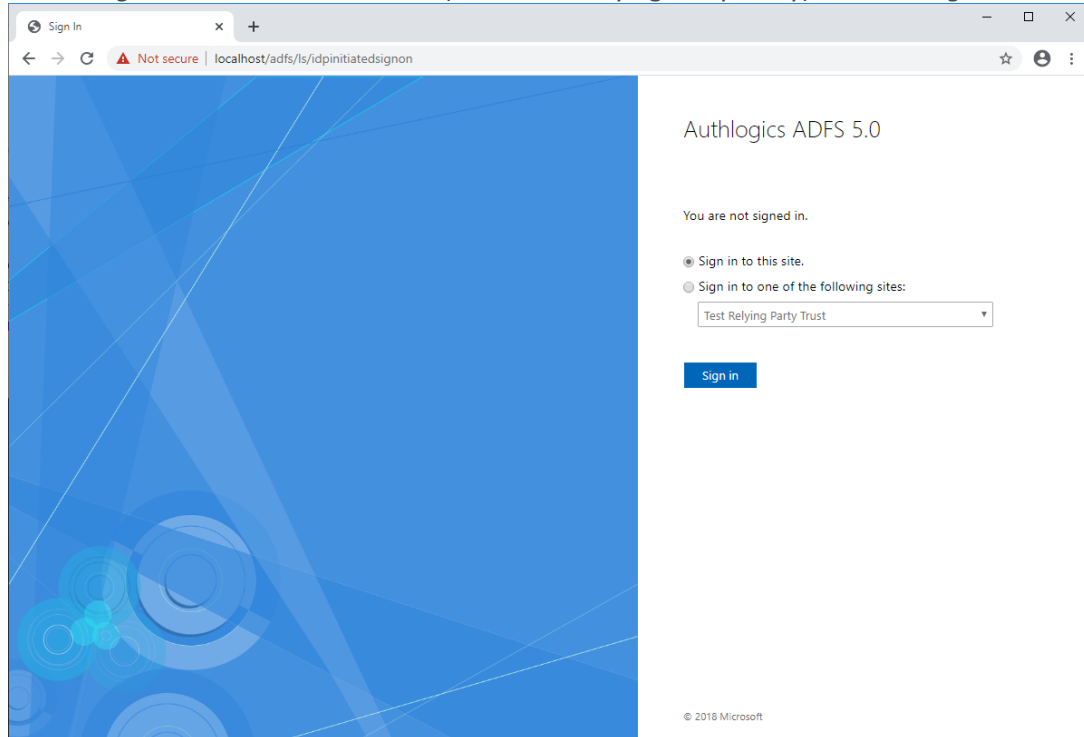 Sign In
Not secure | localhost/adfs/ls/idpinitiatedsignon
Authlogics ADFS 5.0
You are not signed in.
Sign in to this site.
Sign in to one of the following sites:
Test Relying Party Trust
Sign in
© 2018 Microsoft